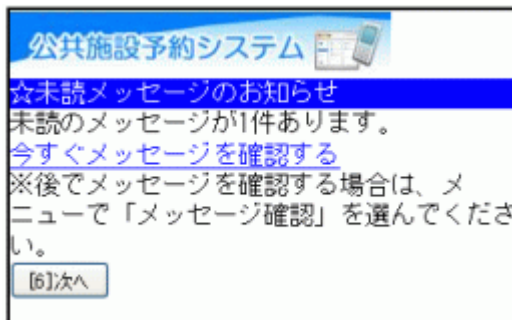 公共施設予約システム
☆未読メッセージのお知らせ
未読のメッセージが1件あります。
今すぐメッセージを確認する
※後でメッセージを確認する場合は、メ
ニューで「メッセージ確認」を選んでくださ
い。
[6]次へ